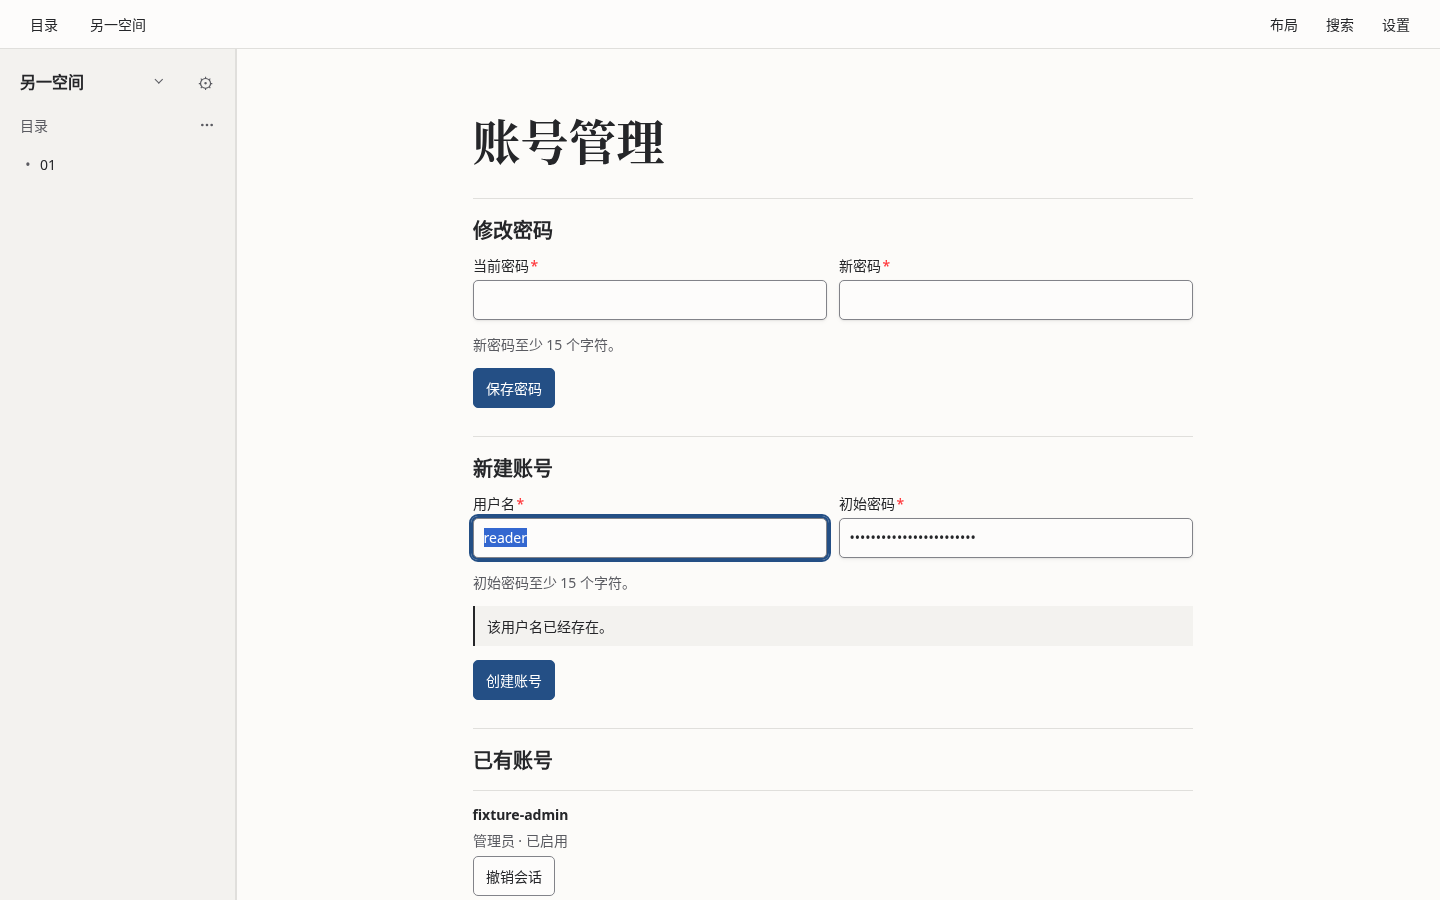 目录 另一空间 布局 搜索 设置
另一空间
目录
01
账号管理
修改密码
当前密码* 新密码*
新密码至少 15 个字符。
保存密码
新建账号
用户名* 初始密码*
reader ••••••••••••••••••••••••
初始密码至少 15 个字符。
该用户名已经存在。
创建账号
已有账号
fixture-admin
管理员 · 已启用
撤销会话